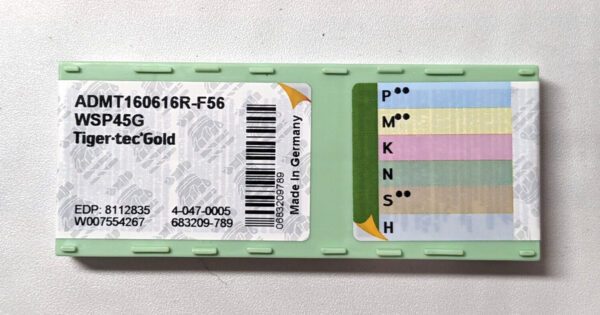 ADMT160616R-F56
WSP45G
Tiger·tec®Gold
EDP: 8112835 4-047-0005
W007554267 683209-789
0683209789
Made In Germany
P●●
M●●
K
N
S●●
H